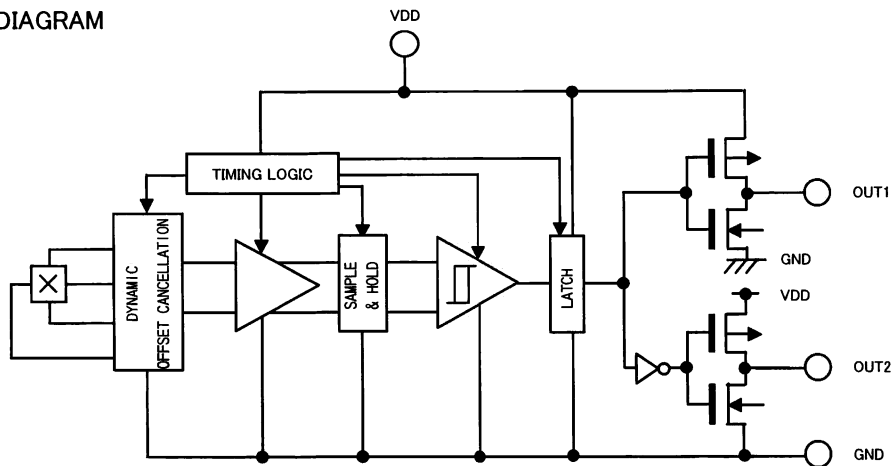 DIAGRAM
VDD
TIMING LOGIC
DYNAMIC
OFFSET CANCELLATION
SAMPLE
& HOLD
LATCH
OUT1
GND
VDD
OUT2
GND